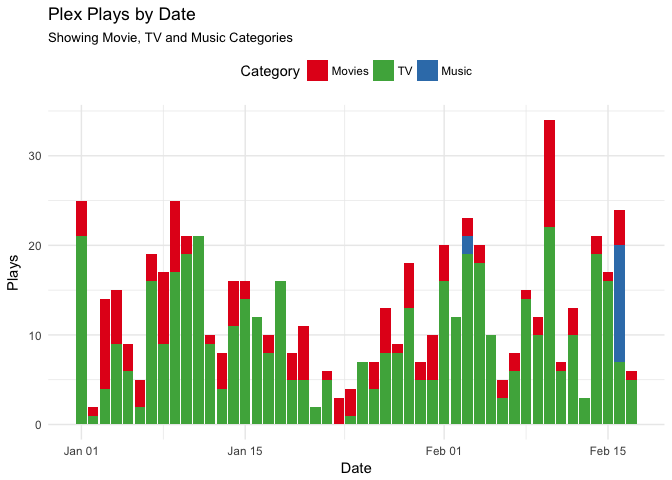 Plex Plays by Date
Showing Movie, TV and Music Categories
Category Movies TV Music
30
20
10
0
Plays
Jan 01 Jan 15 Feb 01 Feb 15
Date